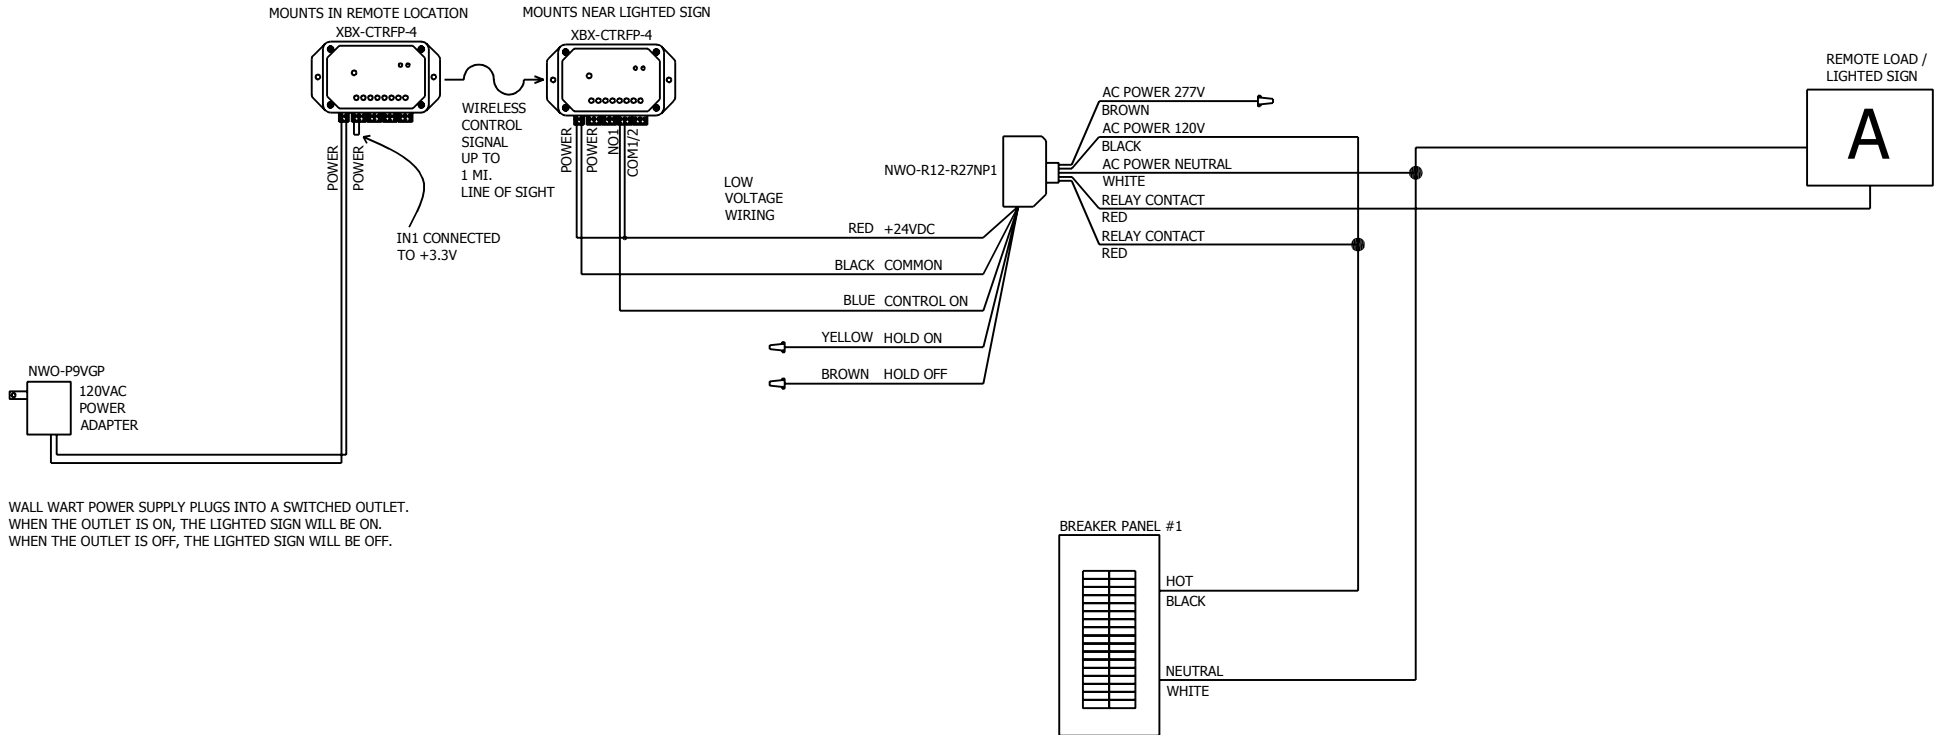 MOUNTS IN REMOTE LOCATION
XBX-CTRFP-4
MOUNTS NEAR LIGHTED SIGN
XBX-CTRFP-4
WIRELESS
CONTROL
SIGNAL
UP TO
1 MI.
LINE OF SIGHT
POWER
POWER
IN1 CONNECTED
TO +3.3V
POWER
POWER
NO1
COM1/2
LOW
VOLTAGE
WIRING
RED +24VDC
BLACK COMMON
BLUE CONTROL ON
YELLOW HOLD ON
BROWN HOLD OFF
NWO-R12-R27NP1
AC POWER 277V
BROWN
AC POWER 120V
BLACK
AC POWER NEUTRAL
WHITE
RELAY CONTACT
RED
RELAY CONTACT
RED
REMOTE LOAD /
LIGHTED SIGN
A
NWO-P9VGP
120VAC
POWER
ADAPTER
WALL WART POWER SUPPLY PLUGS INTO A SWITCHED OUTLET.
WHEN THE OUTLET IS ON, THE LIGHTED SIGN WILL BE ON.
WHEN THE OUTLET IS OFF, THE LIGHTED SIGN WILL BE OFF.
BREAKER PANEL #1
HOT
BLACK
NEUTRAL
WHITE